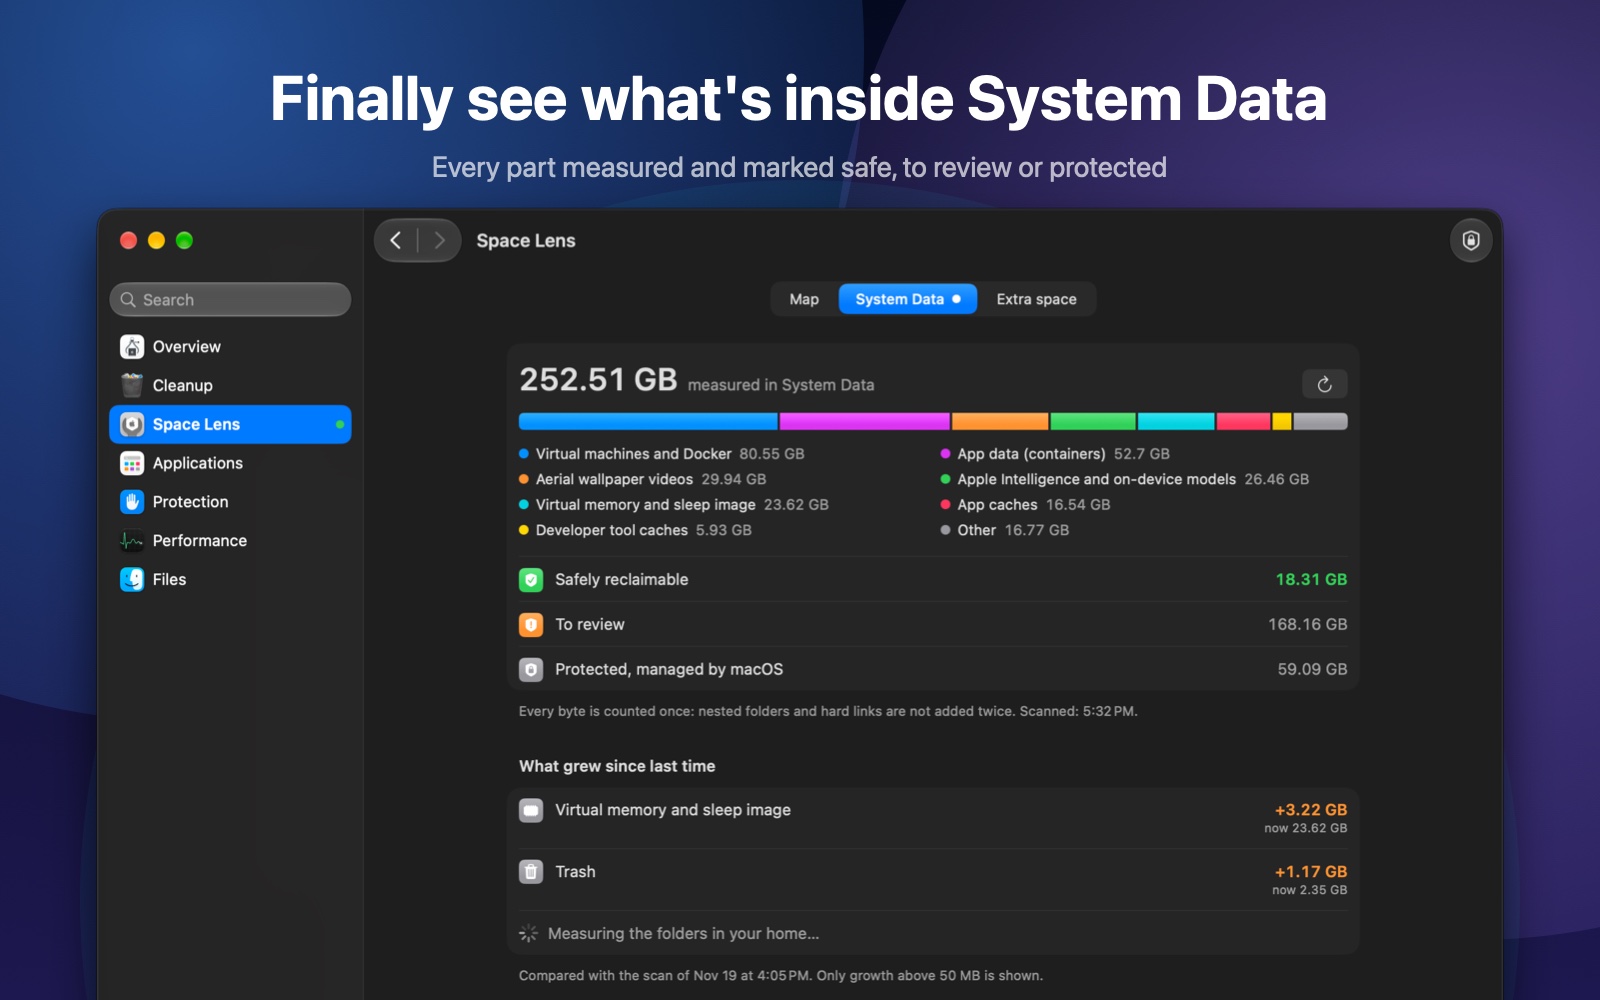 Finally see what's inside System Data
Every part measured and marked safe, to review or protected
Space Lens
Search
Overview
Cleanup
Space Lens
Applications
Protection
Performance
Files
Map
System Data
Extra space
252.51 GB measured in System Data
Virtual machines and Docker 80.55 GB
App data (containers) 52.7 GB
Aerial wallpaper videos 29.94 GB
Apple Intelligence and on-device models 26.46 GB
Virtual memory and sleep image 23.62 GB
App caches 16.54 GB
Developer tool caches 5.93 GB
Other 16.77 GB
Safely reclaimable 18.31 GB
To review 168.16 GB
Protected, managed by macOS 59.09 GB
Every byte is counted once: nested folders and hard links are not added twice. Scanned: 5:32 PM.
What grew since last time
Virtual memory and sleep image +3.22 GB
now 23.62 GB
Trash +1.17 GB
now 2.35 GB
Measuring the folders in your home...
Compared with the scan of Nov 19 at 4:05 PM. Only growth above 50 MB is shown.